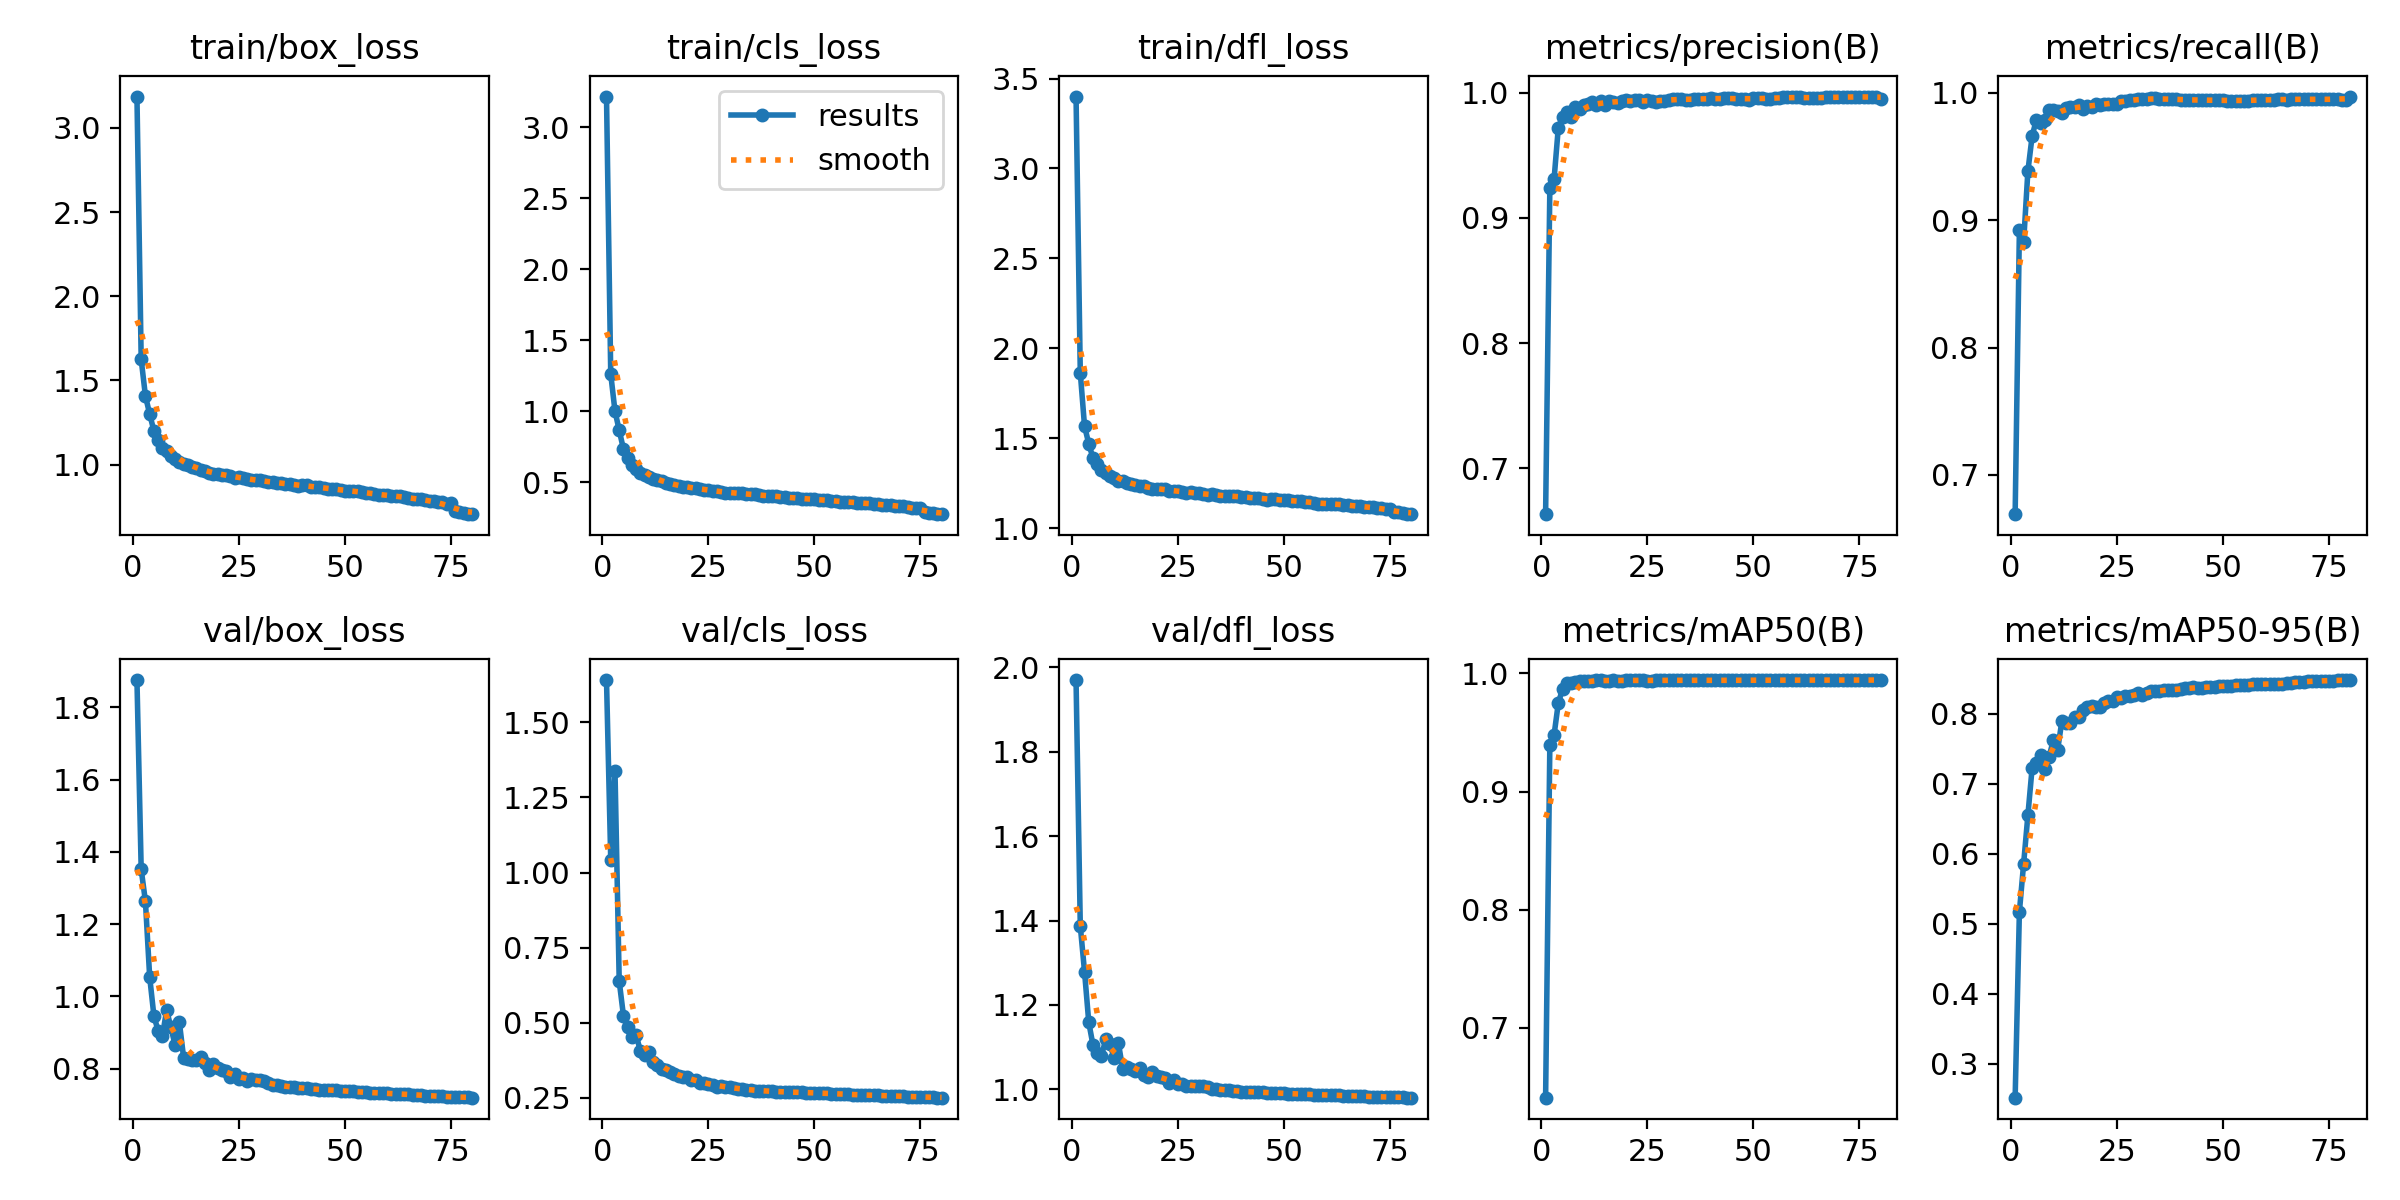 train/box_loss
3.0
2.5
2.0
1.5
1.0
0 25 50 75
train/cls_loss
results
smooth
3.0
2.5
2.0
1.5
1.0
0.5
0 25 50 75
train/dfl_loss
3.5
3.0
2.5
2.0
1.5
1.0
0 25 50 75
metrics/precision(B)
1.0
0.9
0.8
0.7
0 25 50 75
metrics/recall(B)
1.0
0.9
0.8
0.7
0 25 50 75
val/box_loss
1.8
1.6
1.4
1.2
1.0
0.8
0 25 50 75
val/cls_loss
1.50
1.25
1.00
0.75
0.50
0.25
0 25 50 75
val/dfl_loss
2.0
1.8
1.6
1.4
1.2
1.0
0 25 50 75
metrics/mAP50(B)
1.0
0.9
0.8
0.7
0 25 50 75
metrics/mAP50-95(B)
0.8
0.7
0.6
0.5
0.4
0.3
0 25 50 75